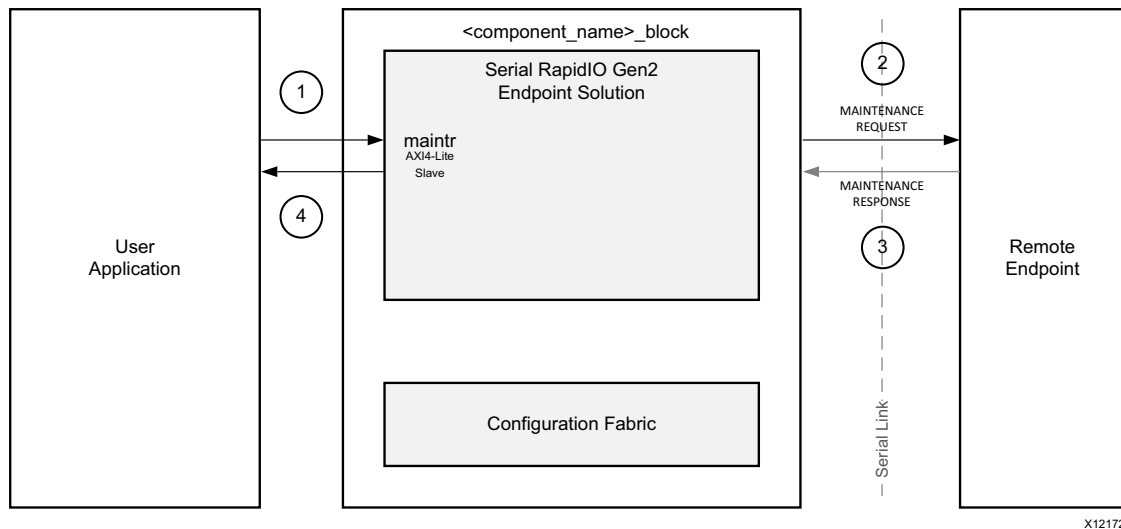 <component_name>_block
Serial RapidIO Gen2
Endpoint Solution
1
2
maintr
AXI4-Lite
Slave
MAINTENANCE
REQUEST
MAINTENANCE
RESPONSE
4
3
User
Application
Remote
Endpoint
Configuration Fabric
Serial Link
X12172